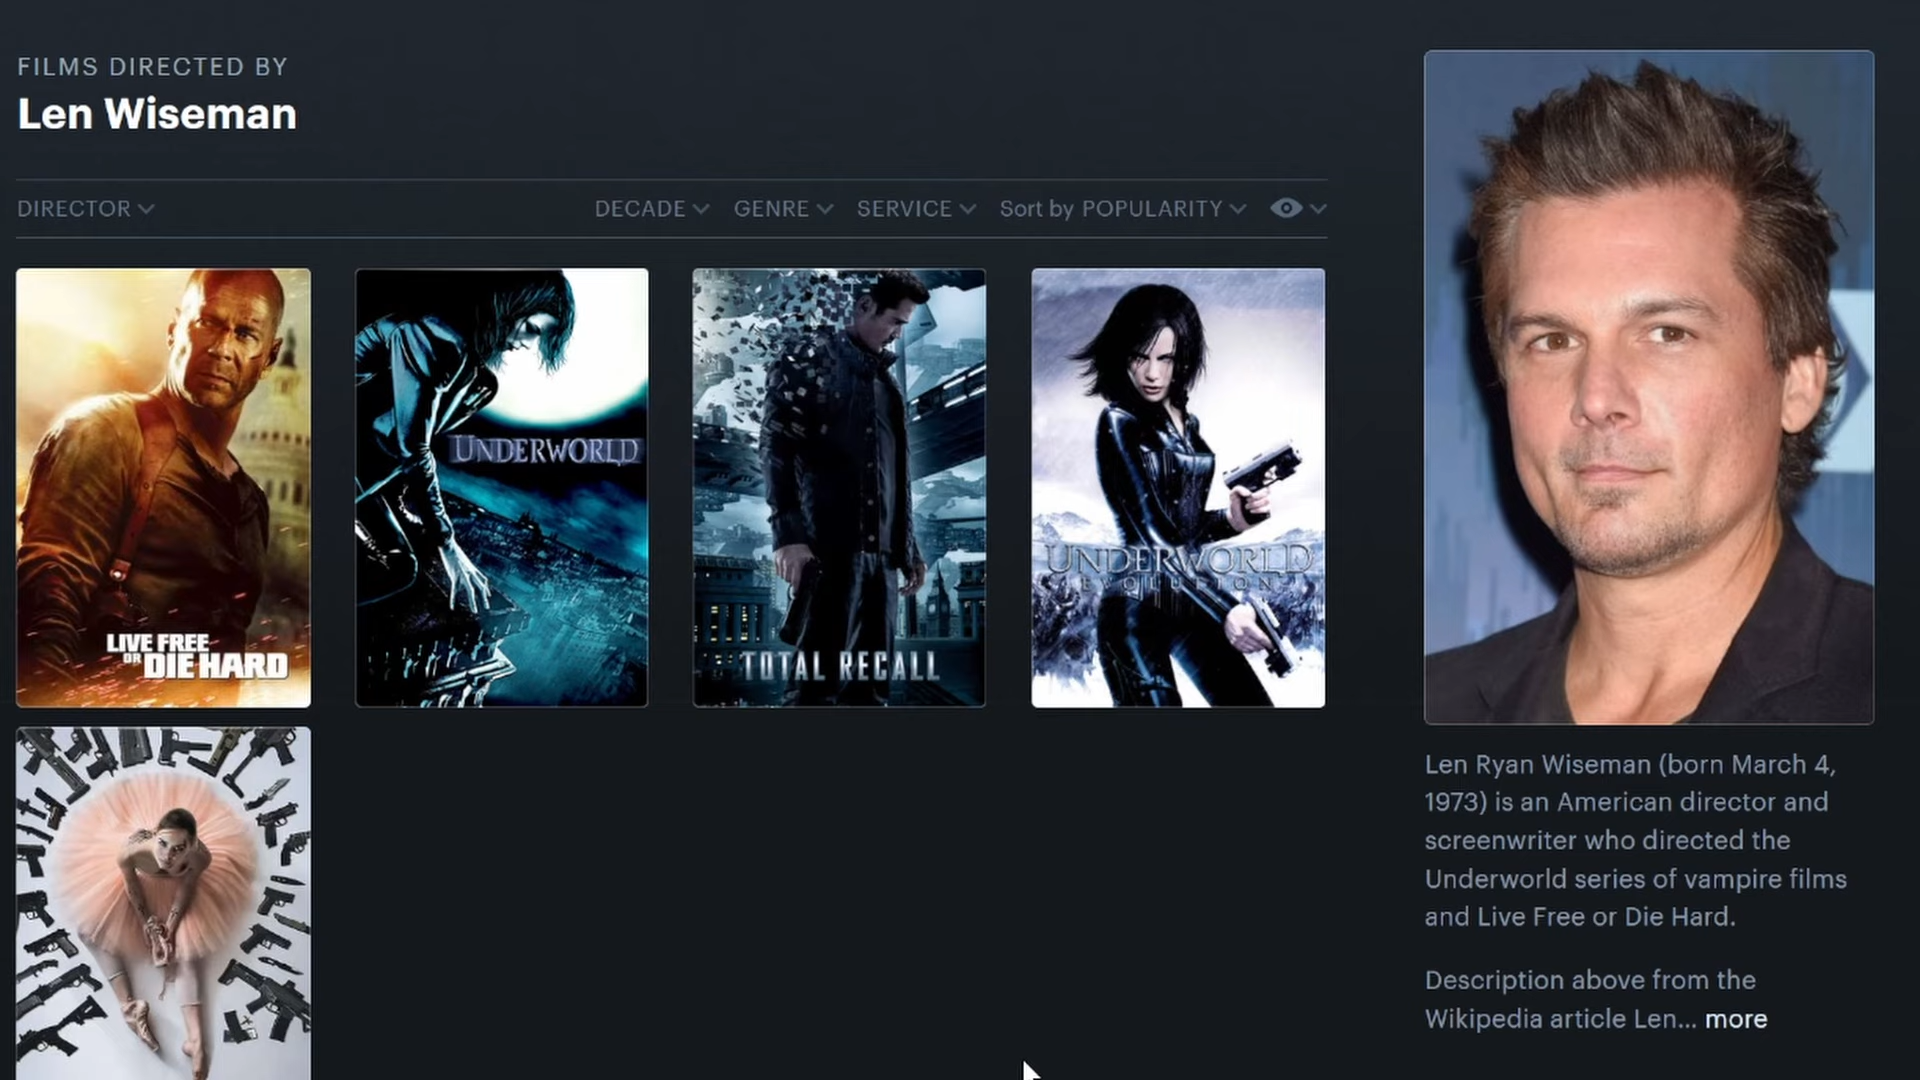 FILMS DIRECTED BY
Len Wiseman
DIRECTOR
DECADE GENRE SERVICE Sort by POPULARITY
LIVE FREE
OR DIE HARD
UNDERWORLD
TOTAL RECALL
UNDERWORLD
EVOLUTION
Len Ryan Wiseman (born March 4,
1973) is an American director and
screenwriter who directed the
Underworld series of vampire films
and Live Free or Die Hard.
Description above from the
Wikipedia article Len... more